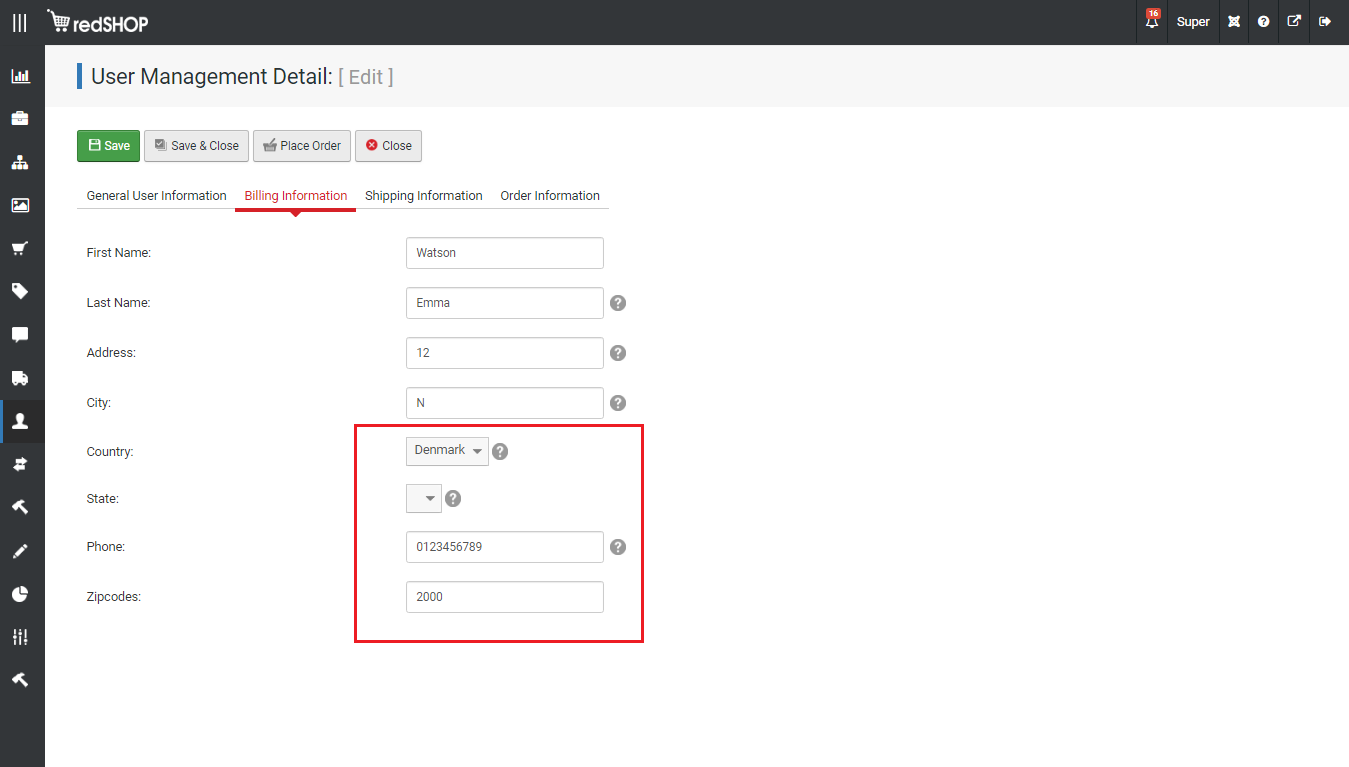 redSHOP
16
Super
User Management Detail: [ Edit ]
Save Save & Close Place Order Close
General User Information Billing Information Shipping Information Order Information
First Name: Watson
Last Name: Emma ?
Address: 12 ?
City: N ?
Country: Denmark ?
State: ?
Phone: 0123456789 ?
Zipcodes: 2000